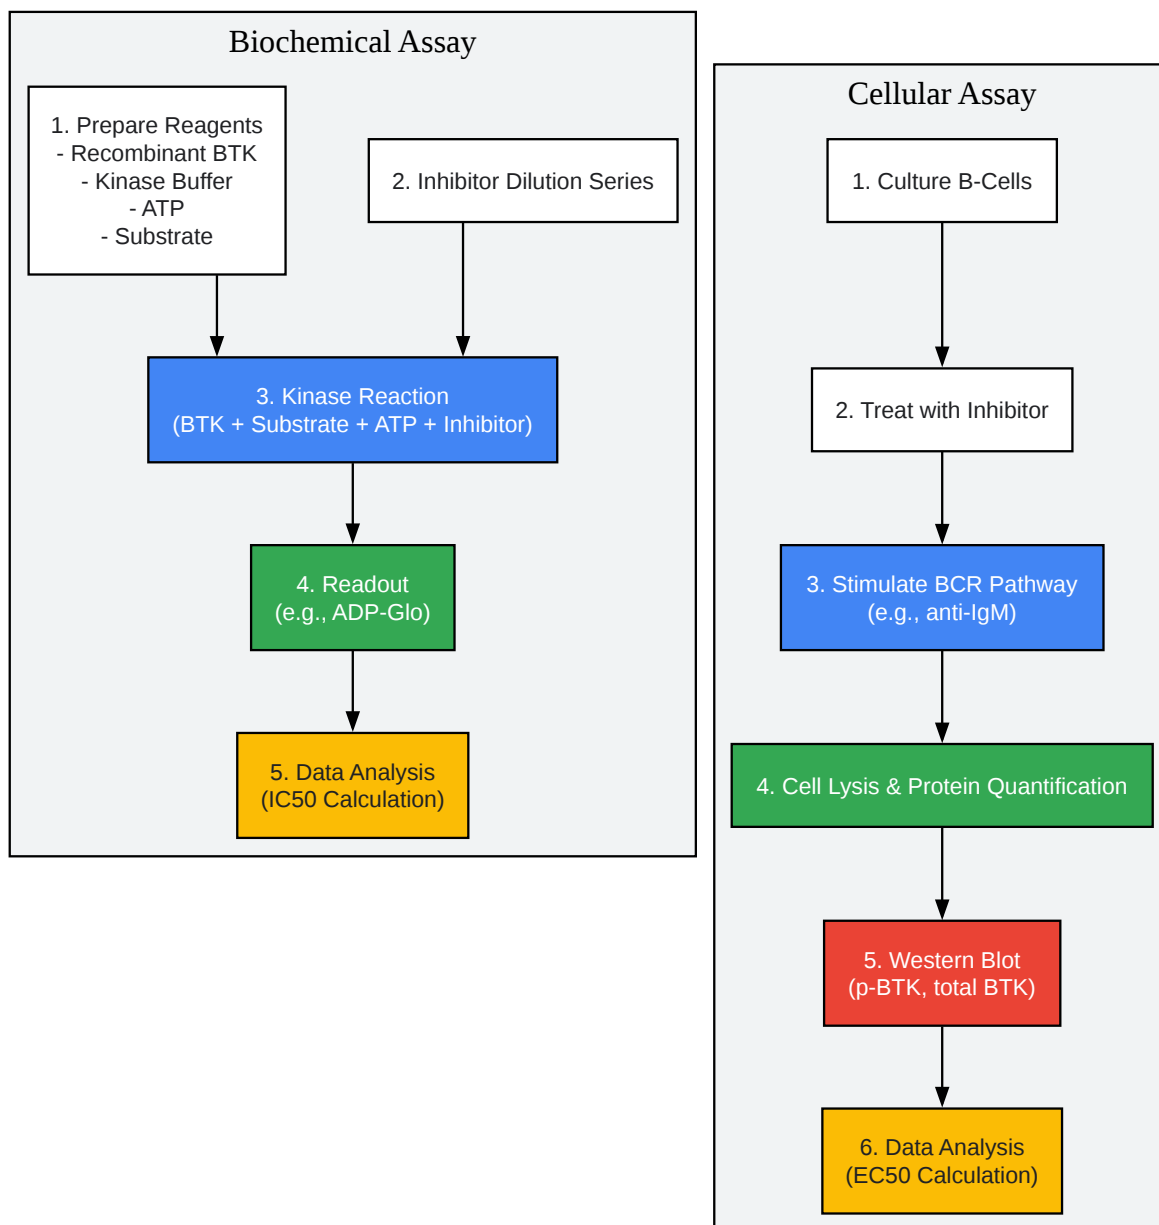 Biochemical Assay
1. Prepare Reagents
- Recombinant BTK
- Kinase Buffer
- ATP
- Substrate
2. Inhibitor Dilution Series
3. Kinase Reaction
(BTK + Substrate + ATP + Inhibitor)
4. Readout
(e.g., ADP-Glo)
5. Data Analysis
(IC50 Calculation)
Cellular Assay
1. Culture B-Cells
2. Treat with Inhibitor
3. Stimulate BCR Pathway
(e.g., anti-IgM)
4. Cell Lysis & Protein Quantification
5. Western Blot
(p-BTK, total BTK)
6. Data Analysis
(EC50 Calculation)